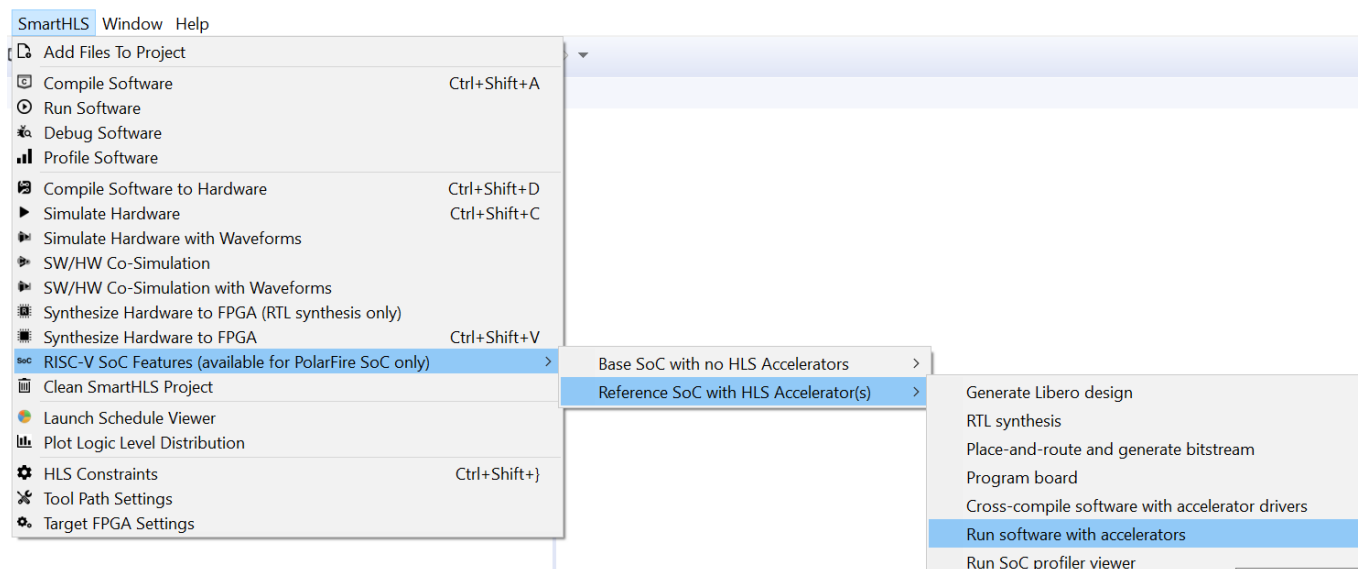 SmartHLS Window Help
Add Files To Project
Compile Software Ctrl+Shift+A
Run Software
Debug Software
Profile Software
Compile Software to Hardware Ctrl+Shift+D
Simulate Hardware Ctrl+Shift+C
Simulate Hardware with Waveforms
SW/HW Co-Simulation
SW/HW Co-Simulation with Waveforms
Synthesize Hardware to FPGA (RTL synthesis only)
Synthesize Hardware to FPGA Ctrl+Shift+V
SoC RISC-V SoC Features (available for PolarFire SoC only)
Clean SmartHLS Project
Launch Schedule Viewer
Plot Logic Level Distribution
HLS Constraints Ctrl+Shift+}
Tool Path Settings
Target FPGA Settings
Base SoC with no HLS Accelerators
Reference SoC with HLS Accelerator(s)
Generate Libero design
RTL synthesis
Place-and-route and generate bitstream
Program board
Cross-compile software with accelerator drivers
Run software with accelerators
Run SoC profiler viewer